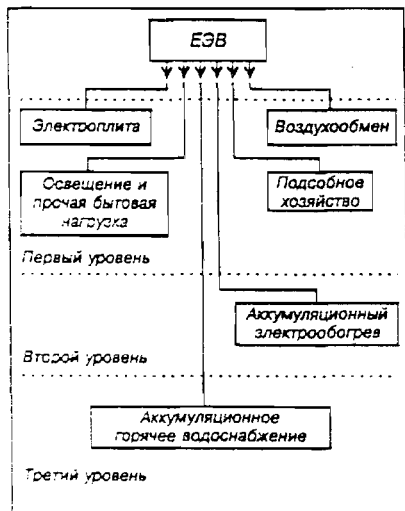 ЕЭВ
Электроплита
Воздухообмен
Освещение и
прочая бытовая
нагрузка
Подсобное
хозяйство
Первый уровень
Аккумуляционный
электрообогрев
Второй уровень
Аккумуляционное
горячее водоснабжение
Третий уровень